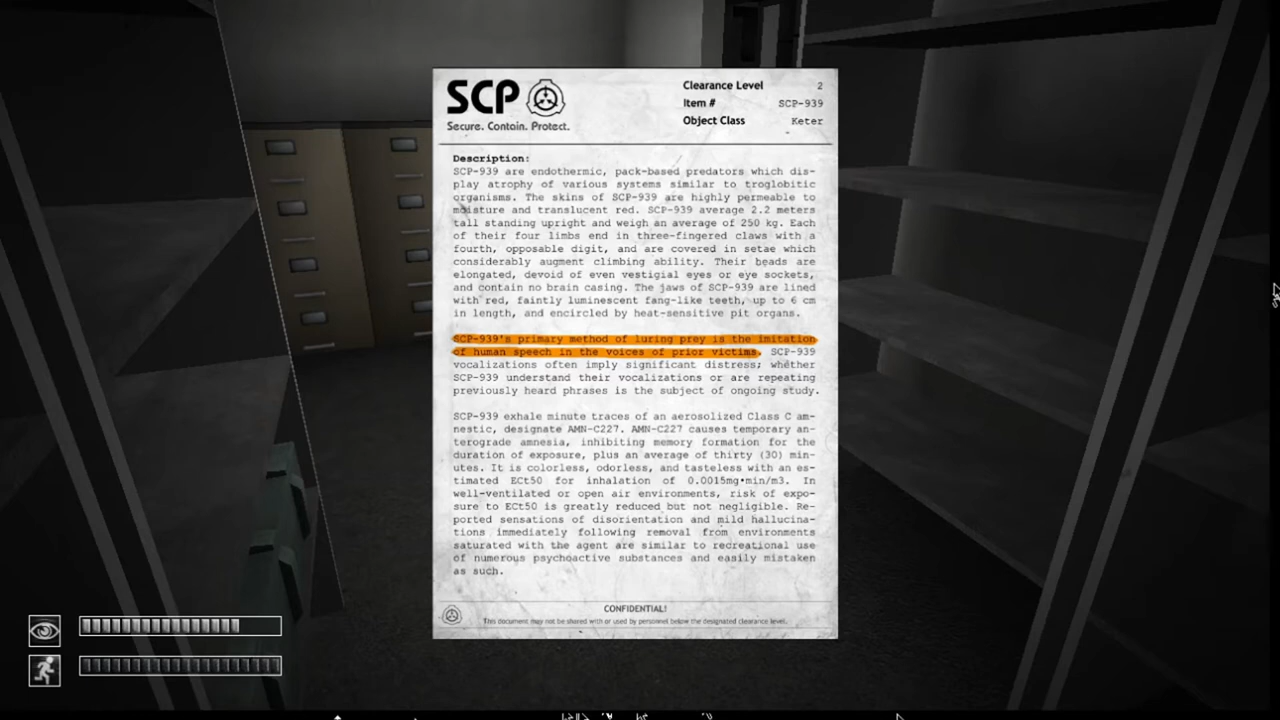 SCP
Secure. Contain. Protect.
Clearance Level 2
Item # SCP-939
Object Class Keter
Description:
SCP-939 are endothermic, pack-based predators which dis-
play atrophy of various systems similar to troglobitic
organisms. The skins of SCP-939 are highly permeable to
moisture and translucent red. SCP-939 average 2.2 meters
tall standing upright and weigh an average of 250 kg. Each
of their four limbs end in three-fingered claws with a
fourth, opposable digit, and are covered in setae which
considerably augment climbing ability. Their heads are
elongated, devoid of even vestigial eyes or eye sockets,
and contain no brain casing. The jaws of SCP-939 are lined
with red, faintly luminescent fang-like teeth, up to 6 cm
in length, and encircled by heat-sensitive pit organs.
SCP-939's primary method of luring prey is the imitation
of human speech in the voices of prior victims. SCP-939
vocalizations often imply significant distress; whether
SCP-939 understand their vocalizations or are repeating
previously heard phrases is the subject of ongoing study.
SCP-939 exhale minute traces of an aerosolized Class C am-
nestic, designate AMN-C227. AMN-C227 causes temporary an-
terograde amnesia, inhibiting memory formation for the
duration of exposure, plus an average of thirty (30) min-
utes. It is colorless, odorless, and tasteless with an es-
timated ECt50 for inhalation of 0.0015mg•min/m3. In
well-ventilated or open air environments, risk of expo-
sure to ECt50 is greatly reduced but not negligible. Re-
ported sensations of disorientation and mild hallucina-
tions immediately following removal from environments
saturated with the agent are similar to recreational use
of numerous psychoactive substances and easily mistaken
as such.
CONFIDENTIAL!
This document may not be shared with or used by personnel below the designated clearance level.